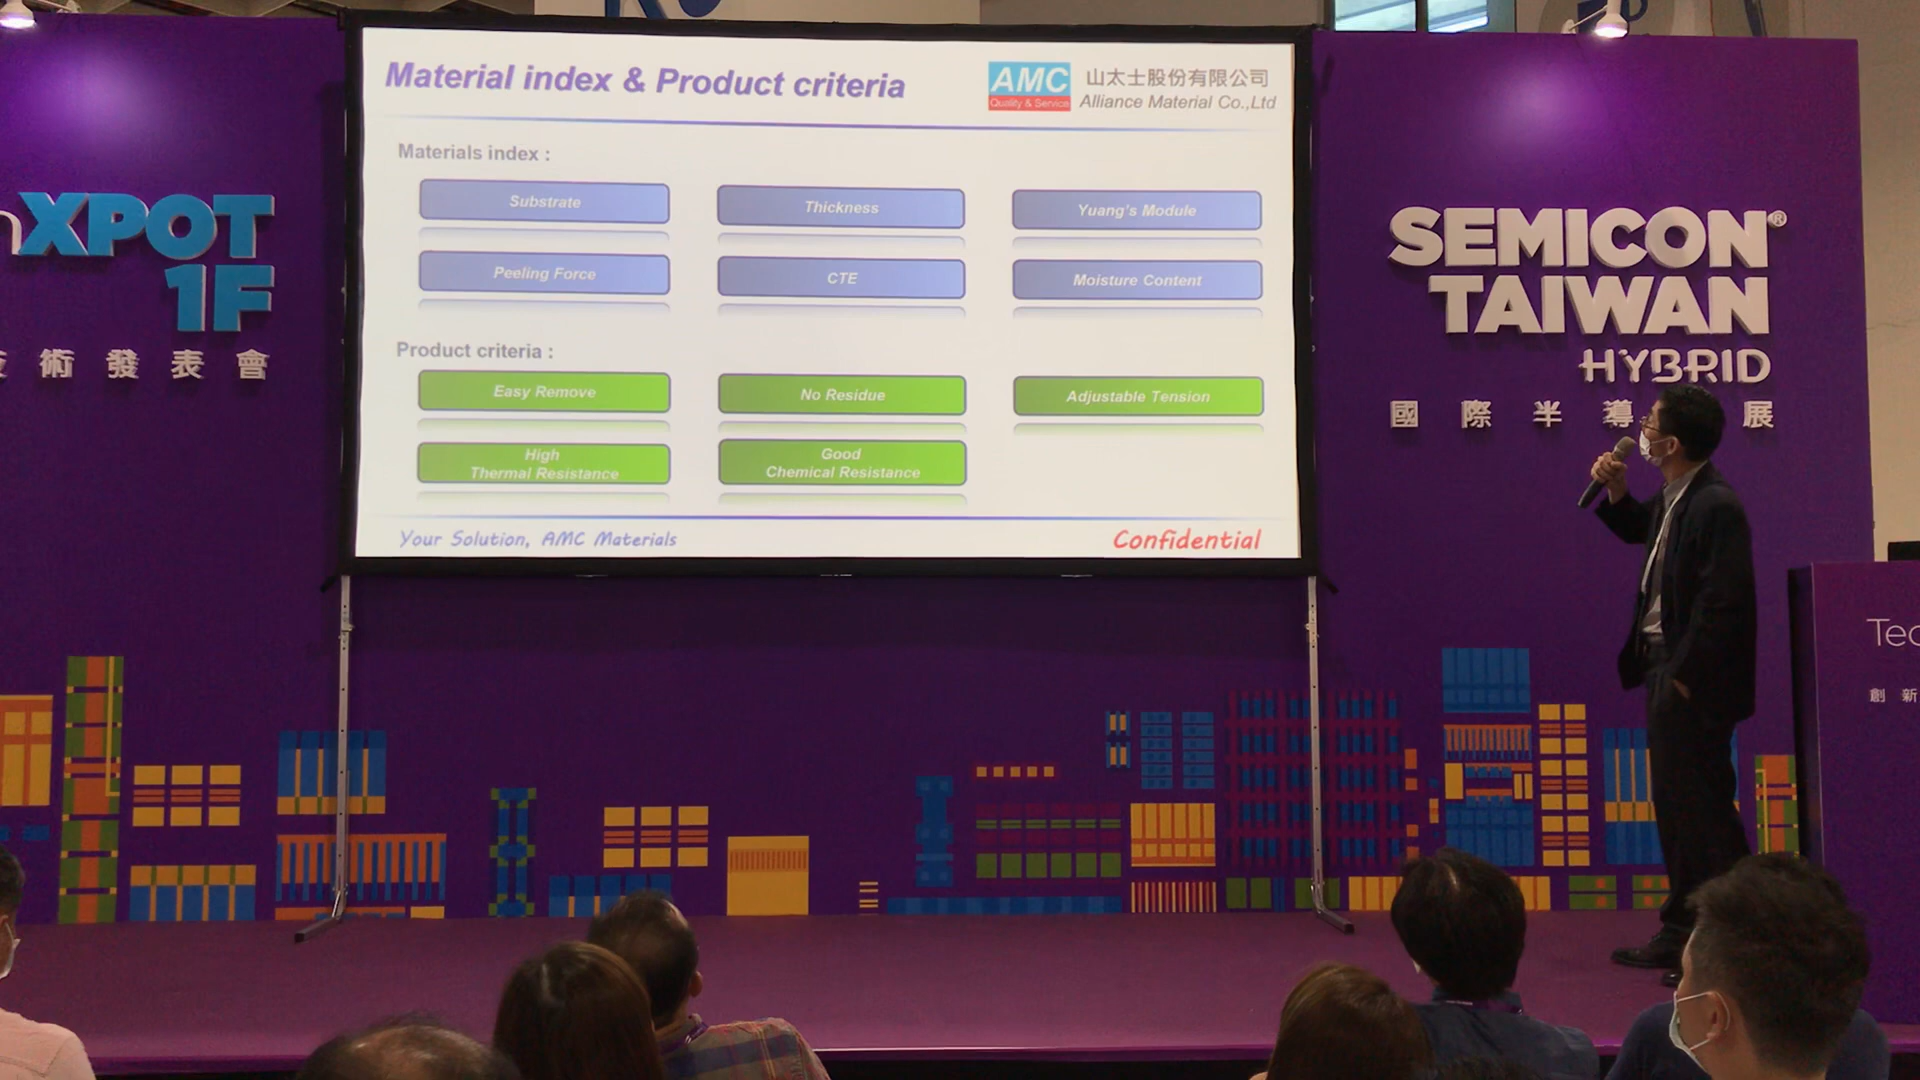 Material index & Product criteria
AMC
Quality & Service
山太士股份有限公司
Alliance Material Co.,Ltd
Materials index :
Substrate
Thickness
Yuang's Module
Peeling Force
CTE
Moisture Content
Product criteria :
Easy Remove
No Residue
Adjustable Tension
High
Thermal Resistance
Good
Chemical Resistance
Your Solution, AMC Materials
Confidential
XPOT
1F
術發表會
SEMICON®
TAIWAN
HYBRID
國際半導展
Tec
創新